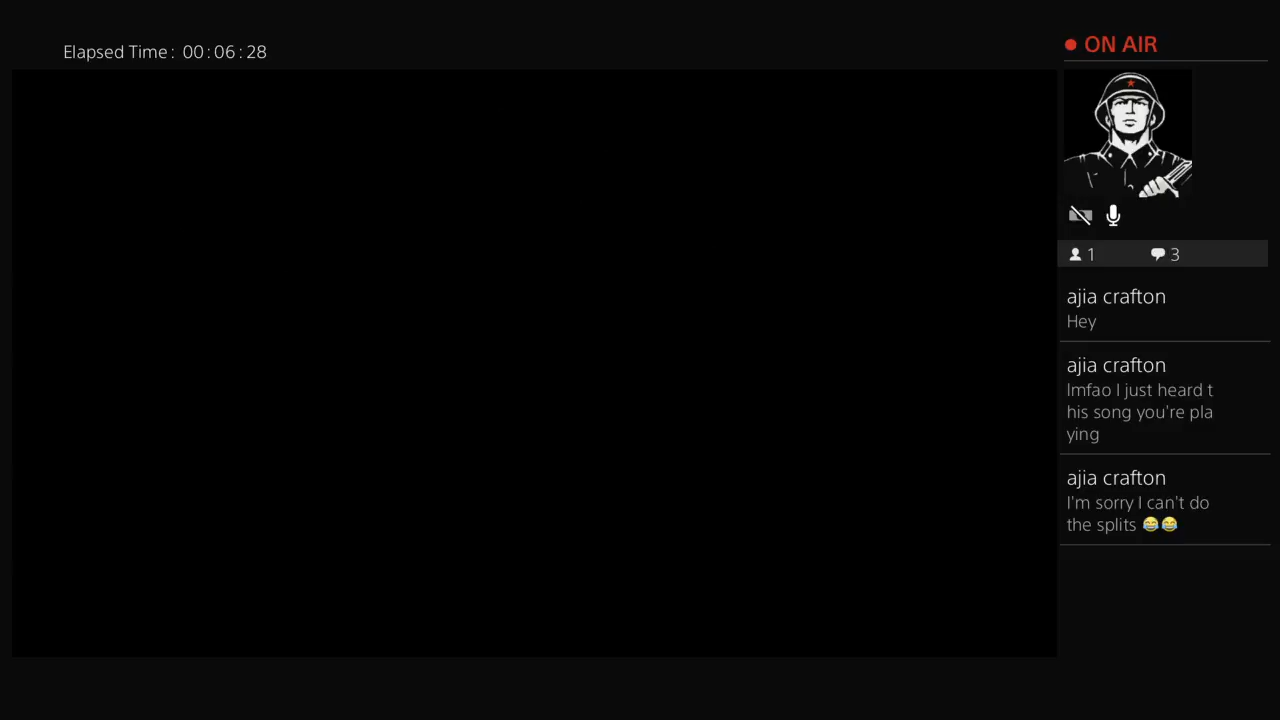 Elapsed Time: 00:06:28
ON AIR
1 3
ajia crafton
Hey
ajia crafton
lmfao I just heard t
his song you're pla
ying
ajia crafton
I'm sorry I can't do
the splits 😂😂